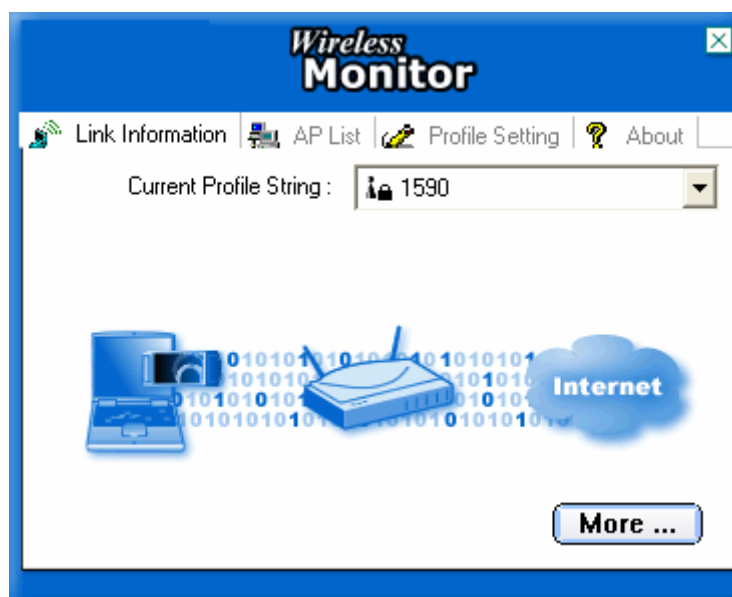 Wireless
Monitor
Link Information AP List Profile Setting About
Current Profile String : 1590
Internet
More ...